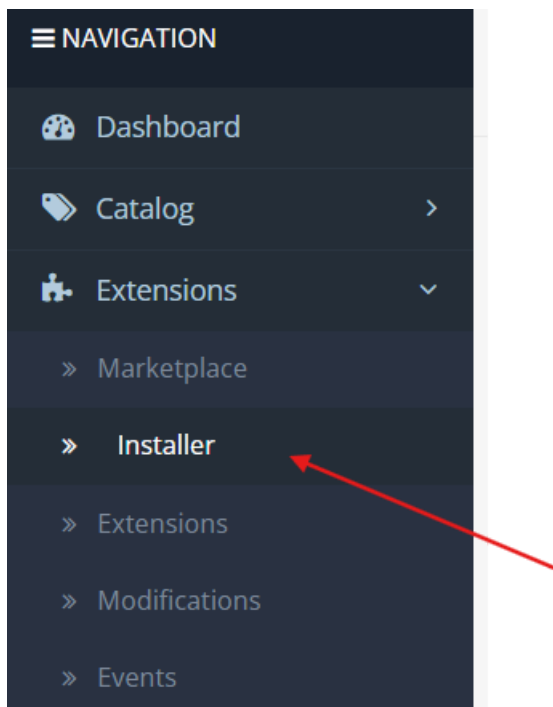 NAVIGATION
Dashboard
Catalog
Extensions
Marketplace
Installer
Extensions
Modifications
Events